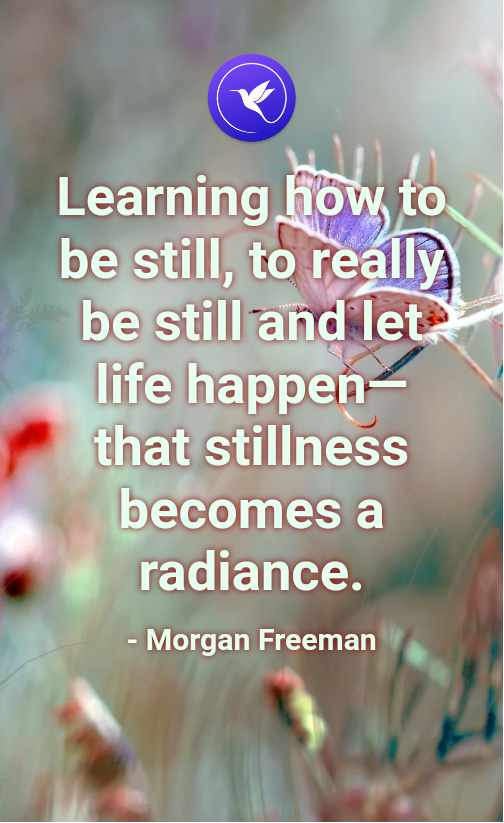 Learning how to
be still, to really
be still and let
life happen—
that stillness
becomes a
radiance.
- Morgan Freeman